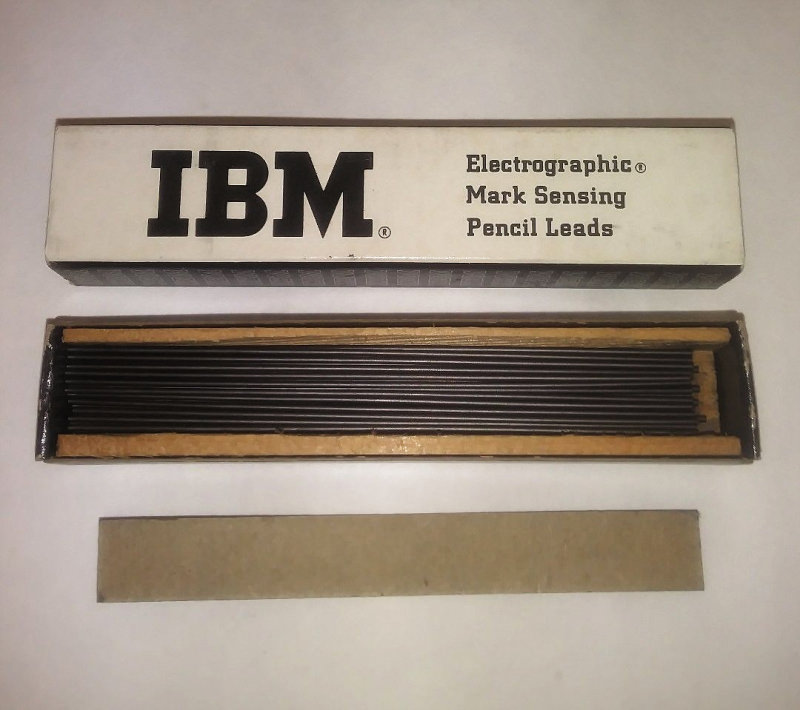 IBM®
Electrographic®
Mark Sensing
Pencil Leads